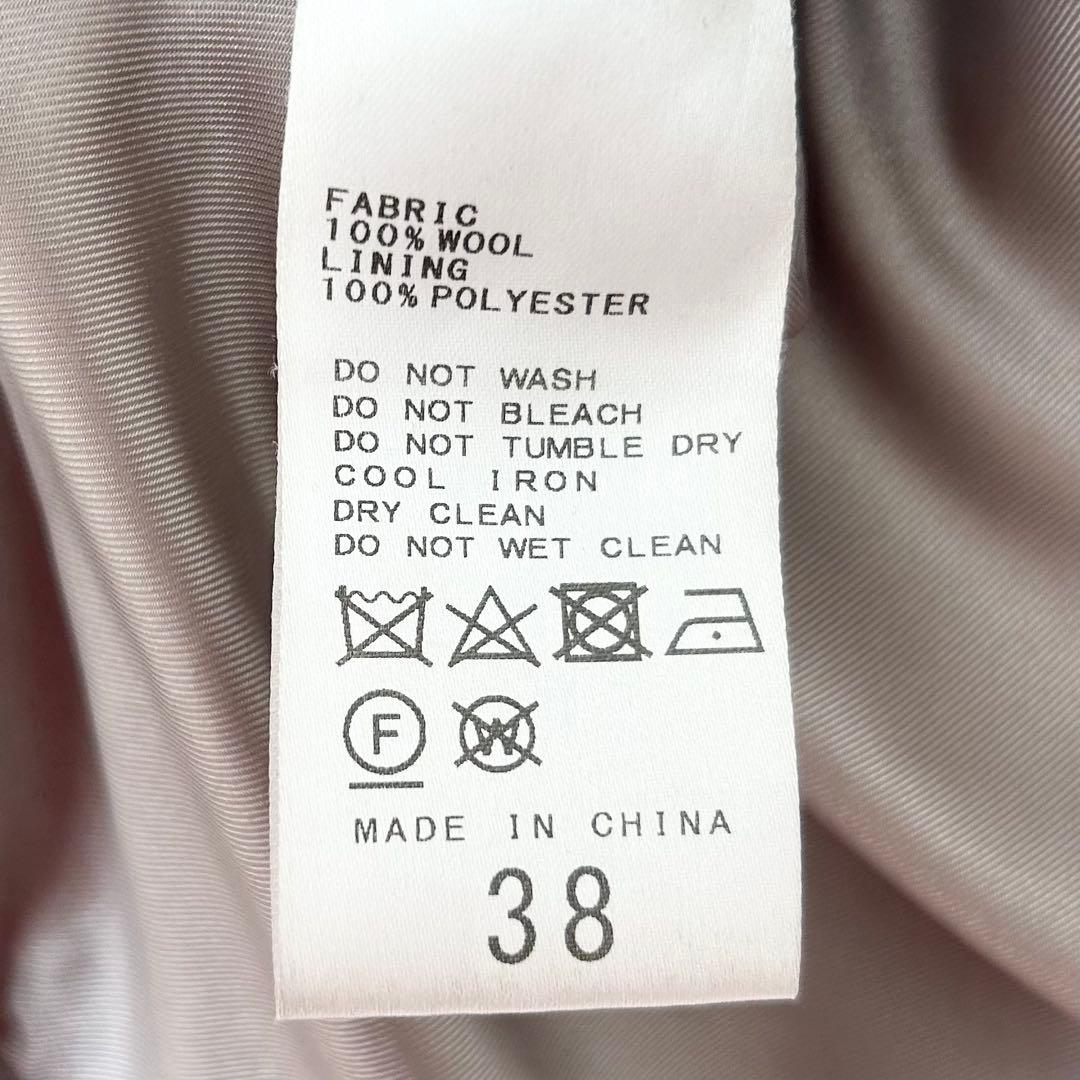 FABRIC
100% WOOL
LINING
100% POLYESTER
DO NOT WASH
DO NOT BLEACH
DO NOT TUMBLE DRY
COOL IRON
DRY CLEAN
DO NOT WET CLEAN
F W
MADE IN CHINA
38